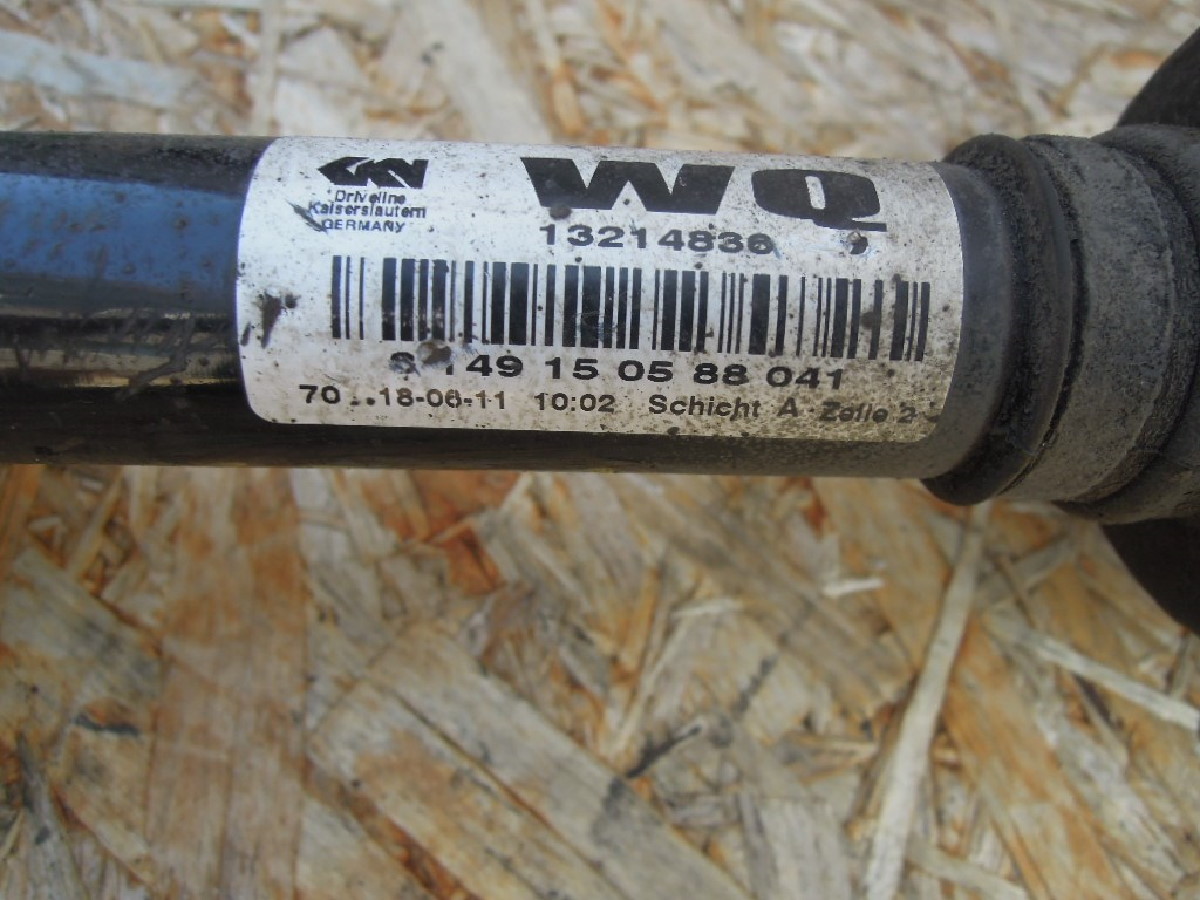 GKN
Driveline
Kaiserslautern
GERMANY
WQ
13214836
149 15 05 88 041
70 18-06-11 10:02 Schicht A Zelle 2